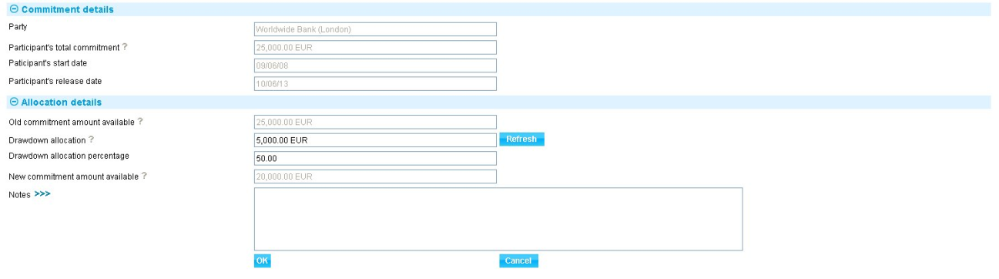 Commitment details
Party Worldwide Bank (London)
Participant's total commitment ? 25,000.00 EUR
Paticipant's start date 09/06/08
Participant's release date 10/06/13
Allocation details
Old commitment amount available ? 25,000.00 EUR
Drawdown allocation ? 5,000.00 EUR Refresh
Drawdown allocation percentage 50.00
New commitment amount available ? 20,000.00 EUR
Notes >>>
OK Cancel